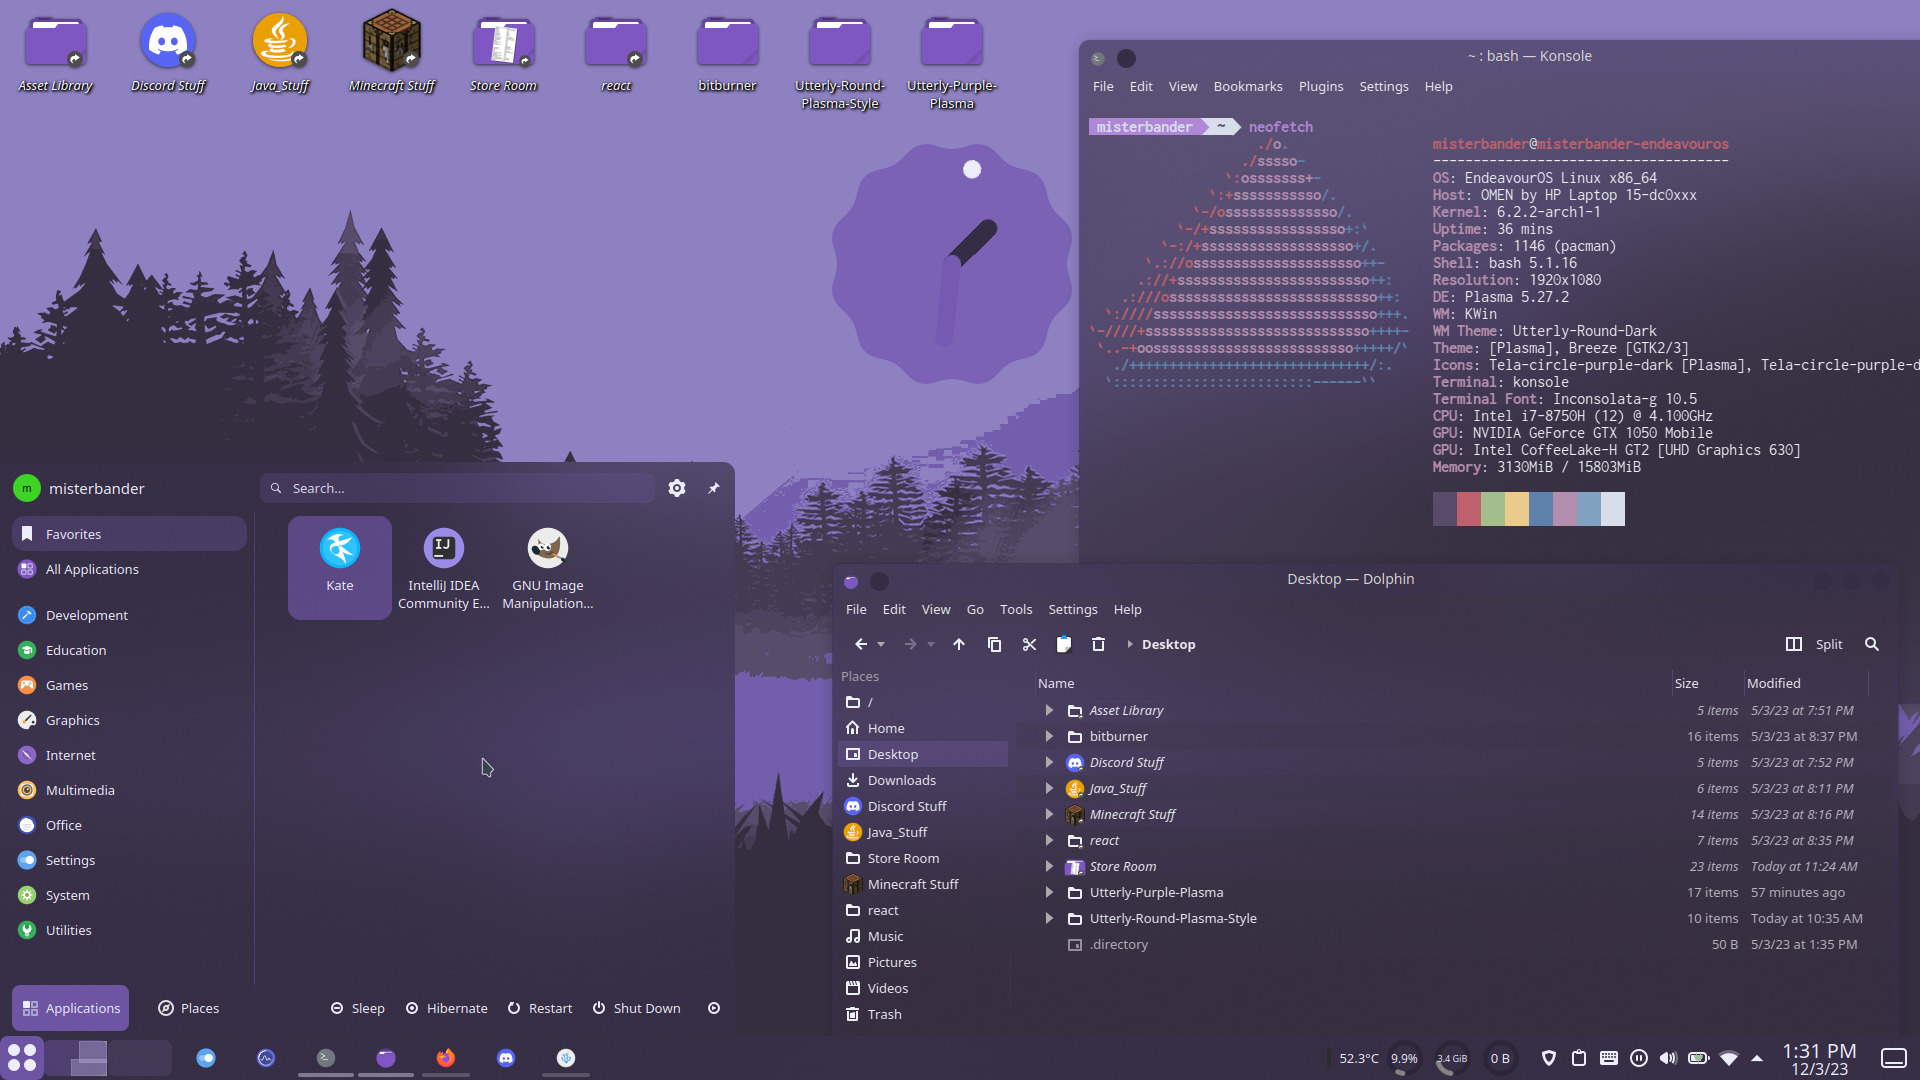 Asset Library
Discord Stuff
Java_Stuff
Minecraft Stuff
Store Room
react
bitburner
Utterly-Round-
Plasma-Style
Utterly-Purple-
Plasma
~ : bash — Konsole
File Edit View Bookmarks Plugins Settings Help
misterbander ~ neofetch
misterbander@misterbander-endeavouros
-------------------------------------
OS: EndeavourOS Linux x86_64
Host: OMEN by HP Laptop 15-dc0xxx
Kernel: 6.2.2-arch1-1
Uptime: 36 mins
Packages: 1146 (pacman)
Shell: bash 5.1.16
Resolution: 1920x1080
DE: Plasma 5.27.2
WM: KWin
WM Theme: Utterly-Round-Dark
Theme: [Plasma], Breeze [GTK2/3]
Icons: Tela-circle-purple-dark [Plasma], Tela-circle-purple-d
Terminal: konsole
Terminal Font: Inconsolata-g 10.5
CPU: Intel i7-8750H (12) @ 4.100GHz
GPU: NVIDIA GeForce GTX 1050 Mobile
GPU: Intel CoffeeLake-H GT2 [UHD Graphics 630]
Memory: 3130MiB / 15803MiB
m misterbander
Search...
Favorites
All Applications
Development
Education
Games
Graphics
Internet
Multimedia
Office
Settings
System
Utilities
Kate
IJ
IntelliJ IDEA
Community E...
GNU Image
Manipulation...
Applications Places Sleep Hibernate Restart Shut Down
Desktop — Dolphin
File Edit View Go Tools Settings Help
Desktop Split
Places
/
Home
Desktop
Downloads
Discord Stuff
Java_Stuff
Store Room
Minecraft Stuff
react
Music
Pictures
Videos
Trash
Name Size Modified
Asset Library 5 items 5/3/23 at 7:51 PM
bitburner 16 items 5/3/23 at 8:37 PM
Discord Stuff 5 items 5/3/23 at 7:52 PM
Java_Stuff 6 items 5/3/23 at 8:11 PM
Minecraft Stuff 14 items 5/3/23 at 8:16 PM
react 7 items 5/3/23 at 8:35 PM
Store Room 23 items Today at 11:24 AM
Utterly-Purple-Plasma 17 items 57 minutes ago
Utterly-Round-Plasma-Style 10 items Today at 10:35 AM
.directory 50 B 5/3/23 at 1:35 PM
52.3°C 9.9% 3.4 GiB 0 B
1:31 PM
12/3/23